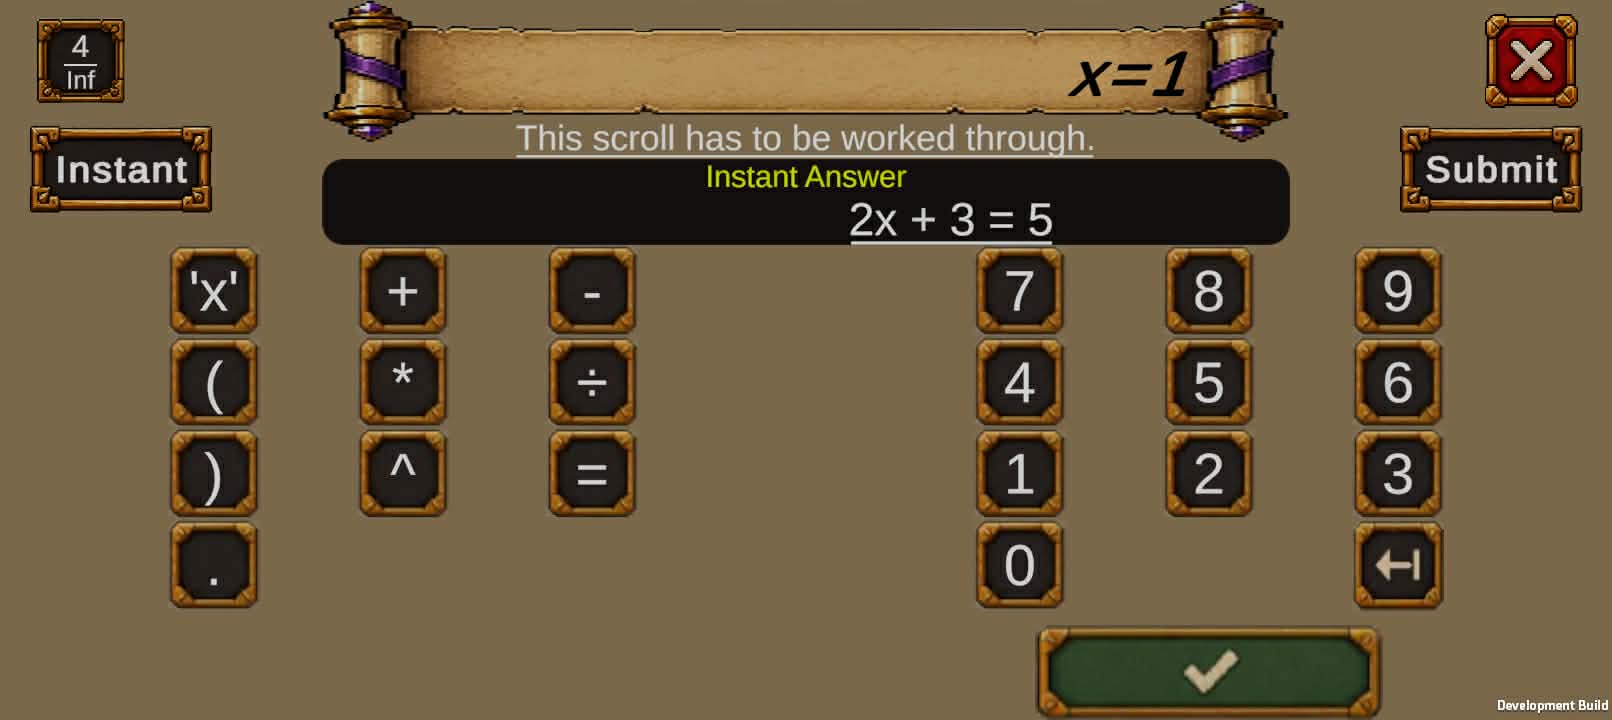 4
Inf
x=1
This scroll has to be worked through.
Instant
Submit
Instant Answer
2x + 3 = 5
'x' + - 7 8 9
( * ÷ 4 5 6
) ^ = 1 2 3
. 0
Development Build